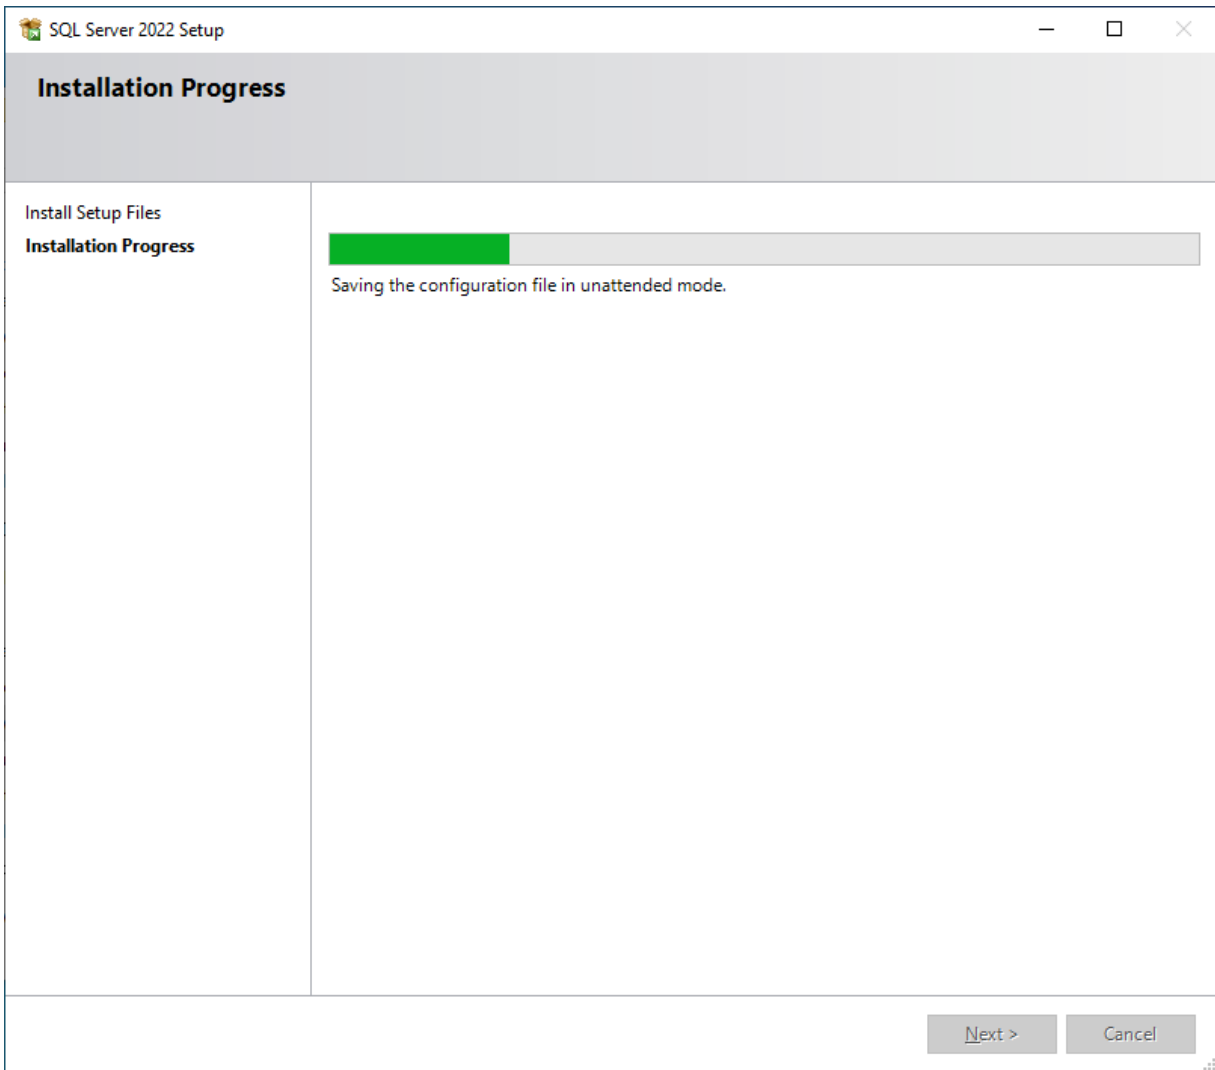 SQL Server 2022 Setup
Installation Progress
Install Setup Files
Installation Progress
Saving the configuration file in unattended mode.
Next >
Cancel